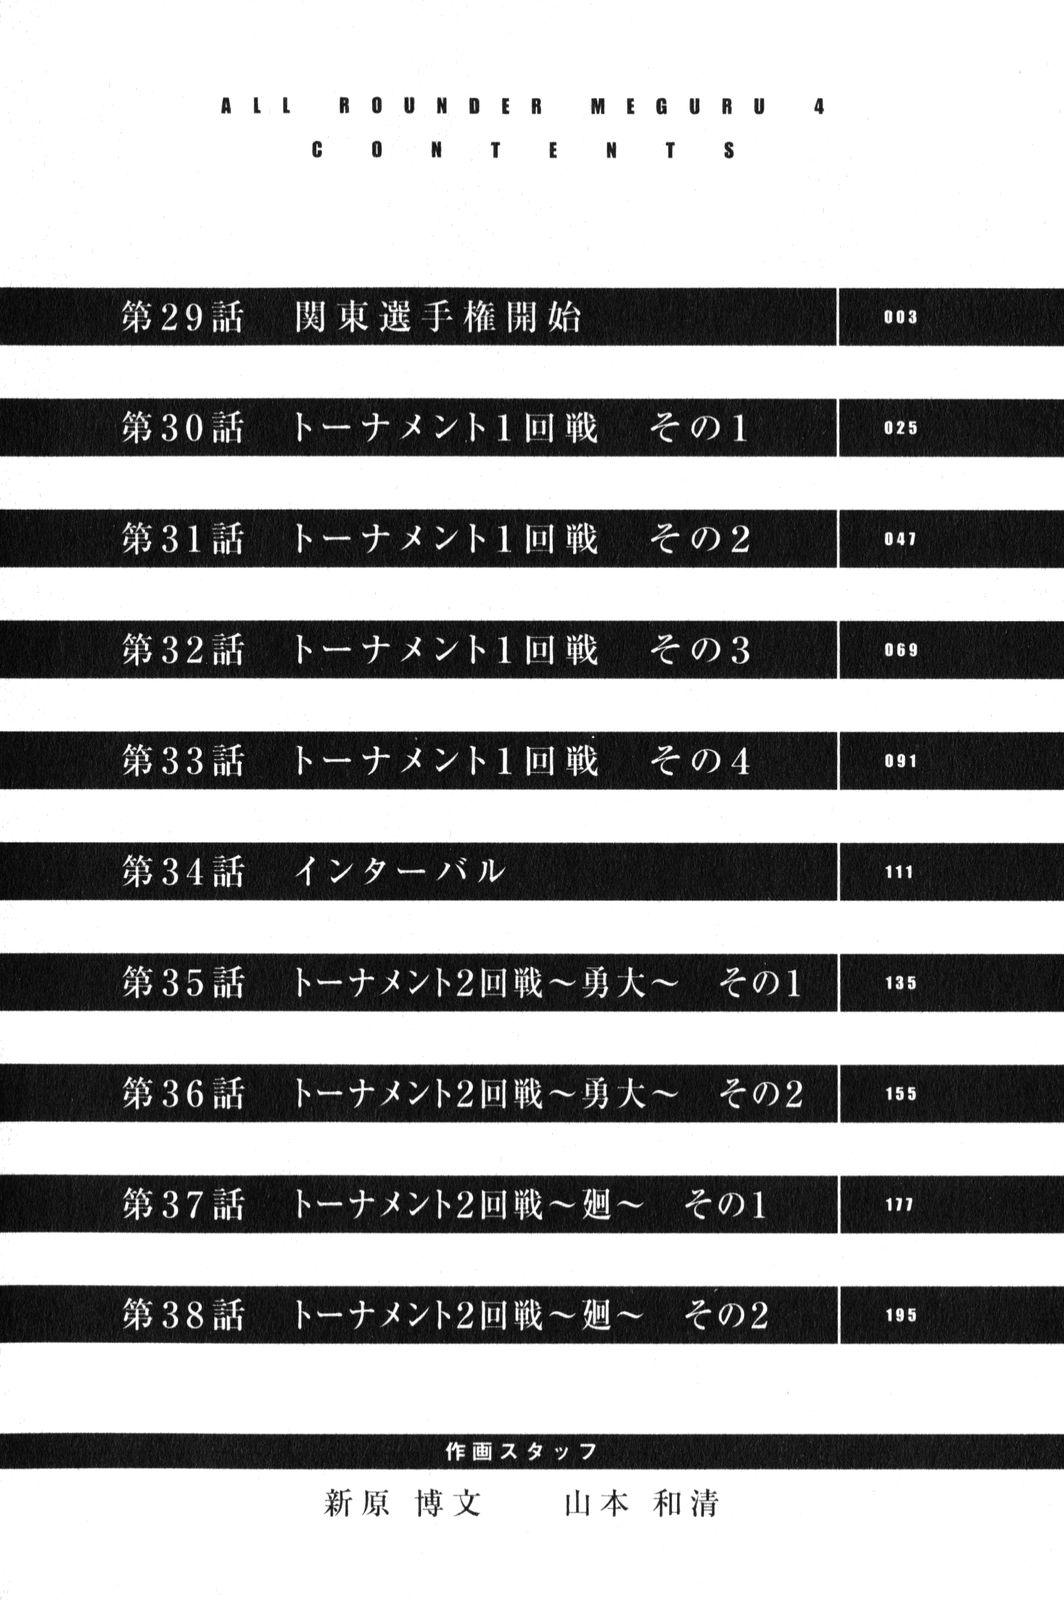 ALL ROUNDER MEGURU 4
CONTENTS
第29話　関東選手権開始 003
第30話　トーナメント1回戦　その1 025
第31話　トーナメント1回戦　その2 047
第32話　トーナメント1回戦　その3 069
第33話　トーナメント1回戦　その4 091
第34話　インターバル 111
第35話　トーナメント2回戦～勇大～　その1 135
第36話　トーナメント2回戦～勇大～　その2 155
第37話　トーナメント2回戦～廻～　その1 177
第38話　トーナメント2回戦～廻～　その2 195
作画スタッフ
新原 博文　　山本 和清